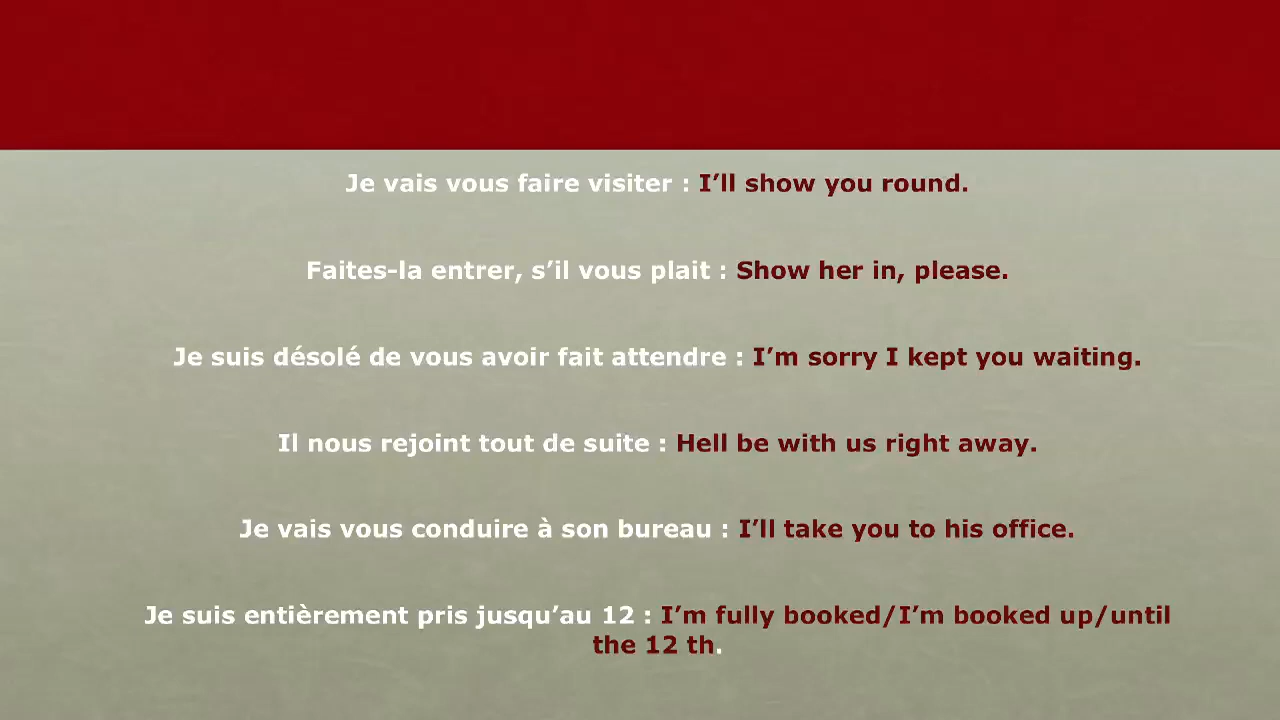 Je vais vous faire visiter : I’ll show you round.
Faites-la entrer, s’il vous plait : Show her in, please.
Je suis désolé de vous avoir fait attendre : I’m sorry I kept you waiting.
Il nous rejoint tout de suite : Hell be with us right away.
Je vais vous conduire à son bureau : I’ll take you to his office.
Je suis entièrement pris jusqu’au 12 : I’m fully booked/I’m booked up/until
the 12 th.